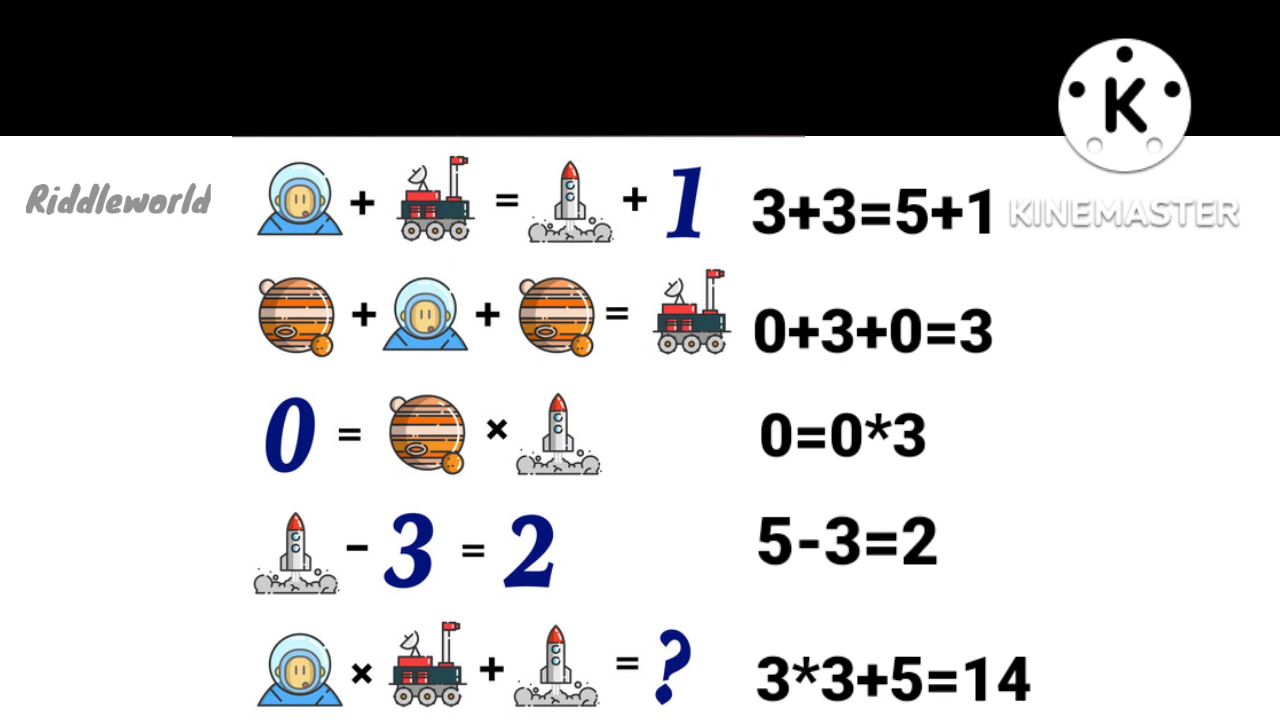 K
KINEMASTER
Riddleworld
+ = + 1 3+3=5+1
+ + = 0+3+0=3
0 = × 0=0*3
- 3 = 2 5-3=2
× + = ? 3*3+5=14